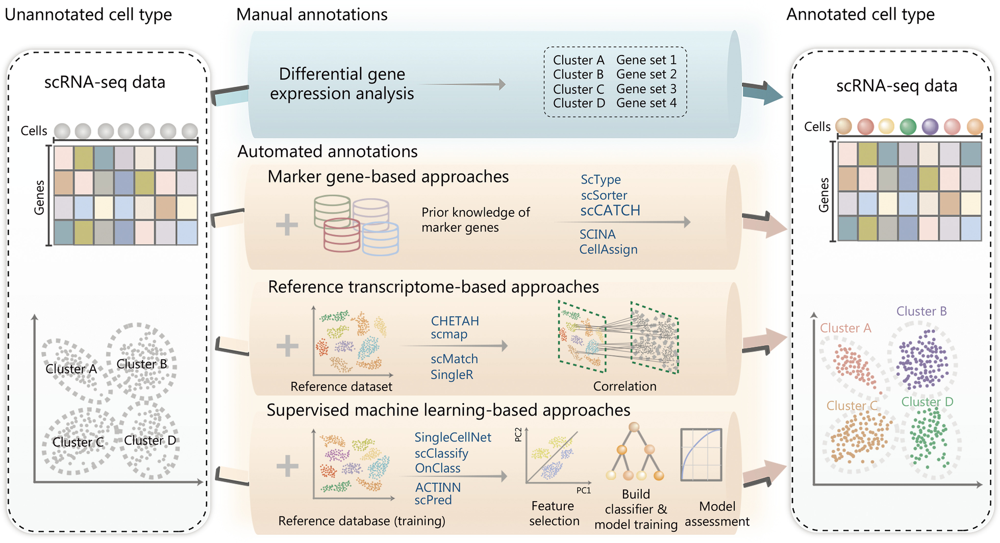 Unannotated cell type
scRNA-seq data
Cells
Genes
Cluster A
Cluster B
Cluster C
Cluster D
Manual annotations
Differential gene
expression analysis
Cluster A Gene set 1
Cluster B Gene set 2
Cluster C Gene set 3
Cluster D Gene set 4
Automated annotations
Marker gene-based approaches
Prior knowledge of
marker genes
ScType
scSorter
scCATCH
SCINA
CellAssign
Reference transcriptome-based approaches
Reference dataset
CHETAH
scmap
scMatch
SingleR
Correlation
Supervised machine learning-based approaches
Reference database (training)
SingleCellNet
scClassify
OnClass
ACTINN
scPred
PC2
PC1
Feature
selection
Build
classifier &
model training
Model
assessment
Annotated cell type
scRNA-seq data
Cells
Genes
Cluster A
Cluster B
Cluster C
Cluster D